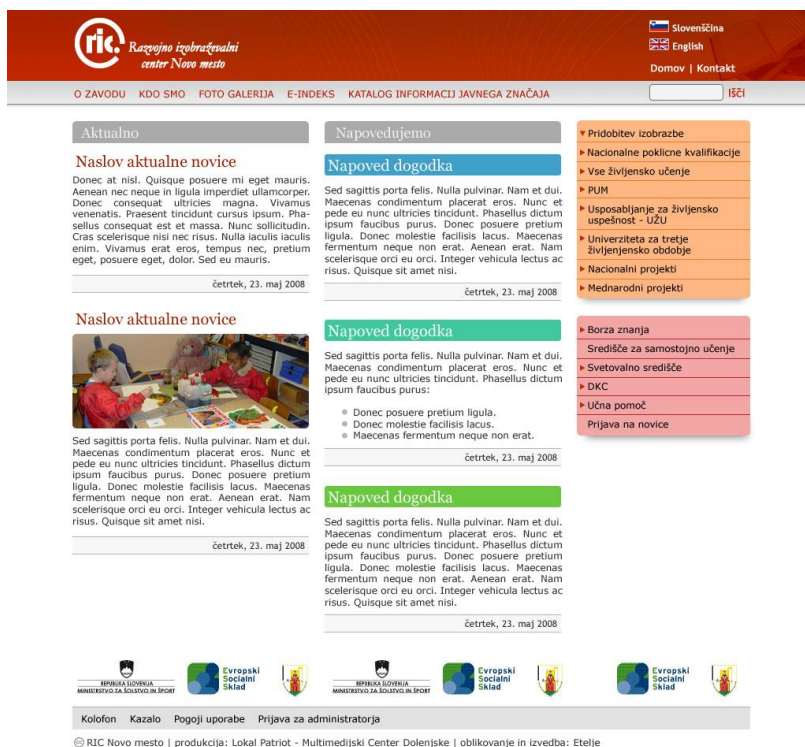 ric.
Razvojno izobraževalni
center Novo mesto
Slovenščina
English
Domov | Kontakt
O ZAVODU KDO SMO FOTO GALERIJA E-INDEKS KATALOG INFORMACIJ JAVNEGA ZNAČAJA
Išči
Aktualno
Naslov aktualne novice
Donec at nisl. Quisque posuere mi eget mauris.
Aenean nec neque in ligula imperdiet ullamcorper.
Donec consequat ultricies magna. Vivamus
venenatis. Praesent tincidunt cursus ipsum. Pha-
sellus consequat est et massa. Nunc sollicitudin.
Cras scelerisque nisi nec risus. Nulla iaculis iaculis
enim. Vivamus erat eros, tempus nec, pretium
eget, posuere eget, dolor. Sed eu mauris.
četrtek, 23. maj 2008
Naslov aktualne novice
Sed sagittis porta felis. Nulla pulvinar. Nam et dui.
Maecenas condimentum placerat eros. Nunc et
pede eu nunc ultricies tincidunt. Phasellus dictum
ipsum faucibus purus. Donec posuere pretium
ligula. Donec molestie facilisis lacus. Maecenas
fermentum neque non erat. Aenean erat. Nam
scelerisque orci eu orci. Integer vehicula lectus ac
risus. Quisque sit amet nisi.
četrtek, 23. maj 2008
Napovedujemo
Napoved dogodka
Sed sagittis porta felis. Nulla pulvinar. Nam et dui.
Maecenas condimentum placerat eros. Nunc et
pede eu nunc ultricies tincidunt. Phasellus dictum
ipsum faucibus purus. Donec posuere pretium
ligula. Donec molestie facilisis lacus. Maecenas
fermentum neque non erat. Aenean erat. Nam
scelerisque orci eu orci. Integer vehicula lectus ac
risus. Quisque sit amet nisi.
četrtek, 23. maj 2008
Napoved dogodka
Sed sagittis porta felis. Nulla pulvinar. Nam et dui.
Maecenas condimentum placerat eros. Nunc et
pede eu nunc ultricies tincidunt. Phasellus dictum
ipsum faucibus purus:
Donec posuere pretium ligula.
Donec molestie facilisis lacus.
Maecenas fermentum neque non erat.
četrtek, 23. maj 2008
Napoved dogodka
Sed sagittis porta felis. Nulla pulvinar. Nam et dui.
Maecenas condimentum placerat eros. Nunc et
pede eu nunc ultricies tincidunt. Phasellus dictum
ipsum faucibus purus. Donec posuere pretium
ligula. Donec molestie facilisis lacus. Maecenas
fermentum neque non erat. Aenean erat. Nam
scelerisque orci eu orci. Integer vehicula lectus ac
risus. Quisque sit amet nisi.
četrtek, 23. maj 2008
Pridobitev izobrazbe
Nacionalne poklicne kvalifikacije
Vse življensko učenje
PUM
Usposabljanje za življensko
uspešnost - UŽU
Univerziteta za tretje
življenjensko obdobje
Nacionalni projekti
Mednarodni projekti
Borza znanja
Središče za samostojno učenje
Svetovalno središče
DKC
Učna pomoč
Prijava na novice
REPUBLIKA SLOVENIJA
MINISTRSTVO ZA ŠOLSTVO IN ŠPORT
Evropski
Socialni
Sklad
REPUBLIKA SLOVENIJA
MINISTRSTVO ZA ŠOLSTVO IN ŠPORT
Evropski
Socialni
Sklad
Evropski
Socialni
Sklad
Kolofon Kazalo Pogoji uporabe Prijava za administratorja
RIC Novo mesto | produkcija: Lokal Patriot - Multimedijski Center Dolenjske | oblikovanje in izvedba: Etelje